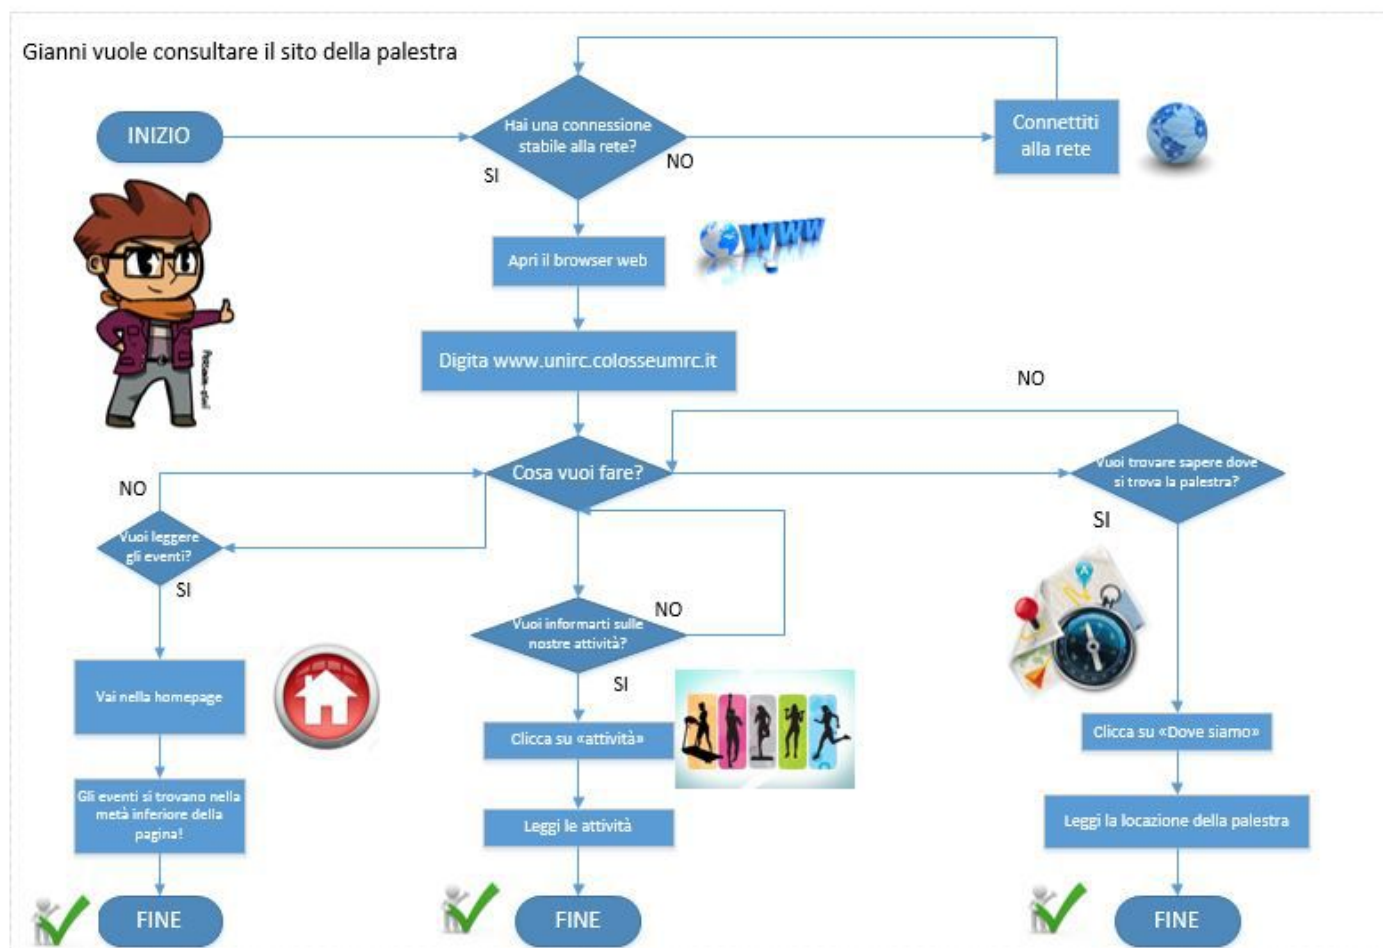 Gianni vuole consultare il sito della palestra
INIZIO
Hai una connessione
stabile alla rete?
SI
NO
Connettiti
alla rete
www
Apri il browser web
Digita www.unirc.colosseumrc.it
NO
Cosa vuoi fare?
Vuoi trovare sapere dove
si trova la palestra?
NO
Vuoi leggere
gli eventi?
SI
SI
Vuoi informarti sulle
nostre attività?
NO
SI
Vai nella homepage
Clicca su «attività»
Clicca su «Dove siamo»
Gli eventi si trovano nella
metà inferiore della
pagina!
Leggi le attività
Leggi la locazione della palestra
FINE
FINE
FINE